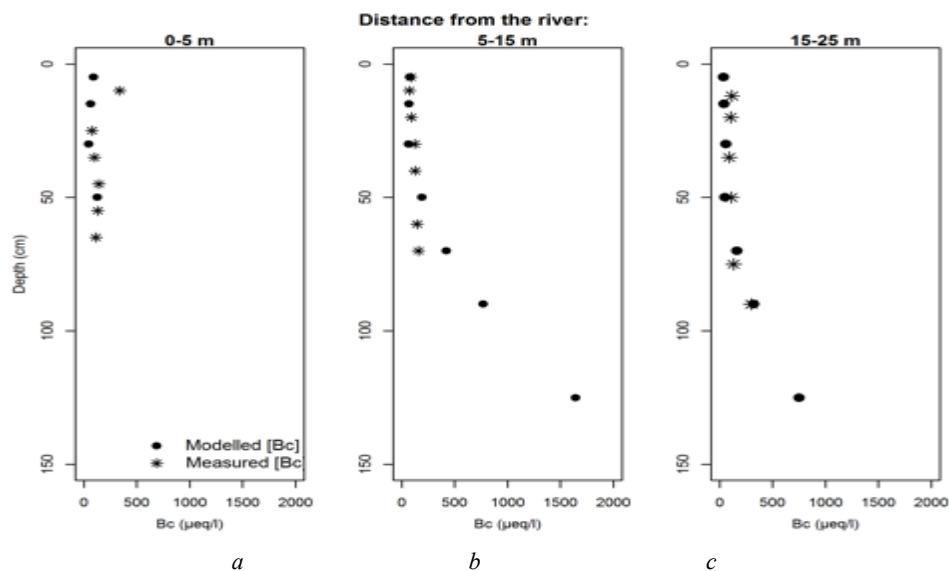 Distance from the river:
0-5 m 5-15 m 15-25 m
Depth (cm)
0 50 100 150
0 50 100 150
0 50 100 150
Modelled [Bc]
Measured [Bc
0 500 1000 1500 2000 0 500 1000 1500 2000 0 500 1000 1500 2000
Bc (µeq/l) Bc (µeq/l) Bc (µeq/l)
a b c